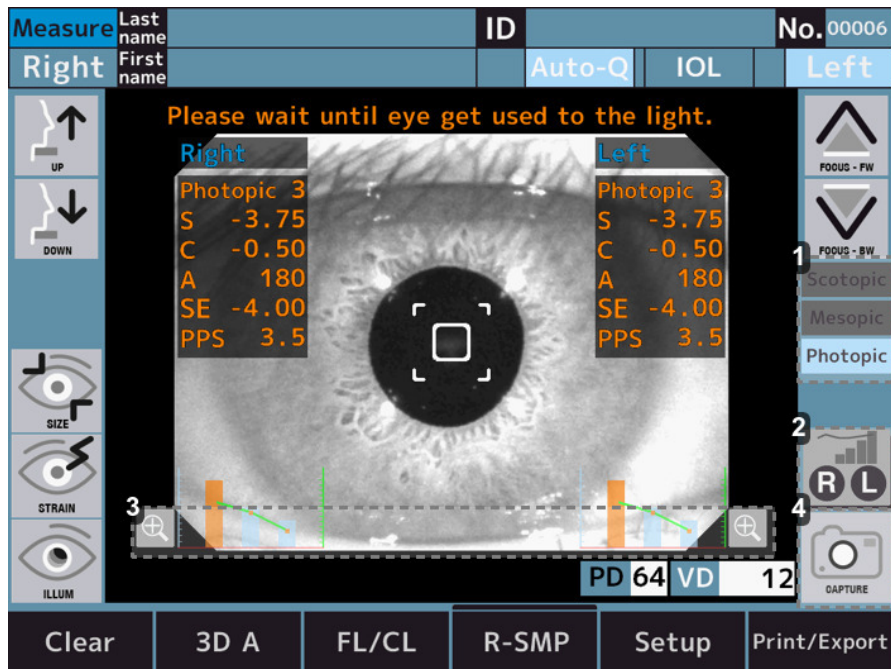 Measure Last name ID No. 00006
Right First name Auto-Q IOL Left
Please wait until eye get used to the light.
UP
DOWN
SIZE
STRAIN
ILLUM
Right
Photopic 3
S -3.75
C -0.50
A 180
SE -4.00
PPS 3.5
Left
Photopic 3
S -3.75
C -0.50
A 180
SE -4.00
PPS 3.5
FOCUS - FW
FOCUS - BW
1
Scotopic
Mesopic
Photopic
2
R L
3
4
CAPTURE
PD 64 VD 12
Clear 3D A FL/CL R-SMP Setup Print/Export